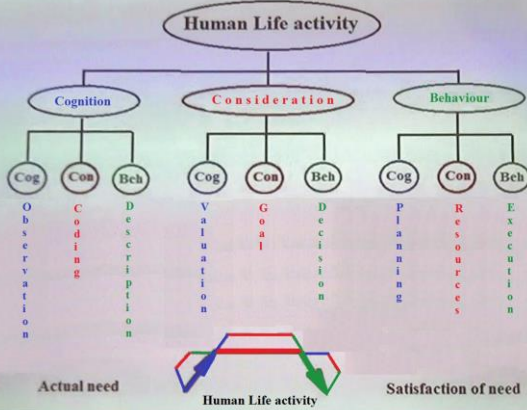 Human Life activity
Cognition
Consideration
Behaviour
Cog Con Beh
Cog Con Beh
Cog Con Beh
Observation
Coding
Description
Valuation
Goal
Decision
Planning
Resources
Execution
Actual need
Human Life activity
Satisfaction of need